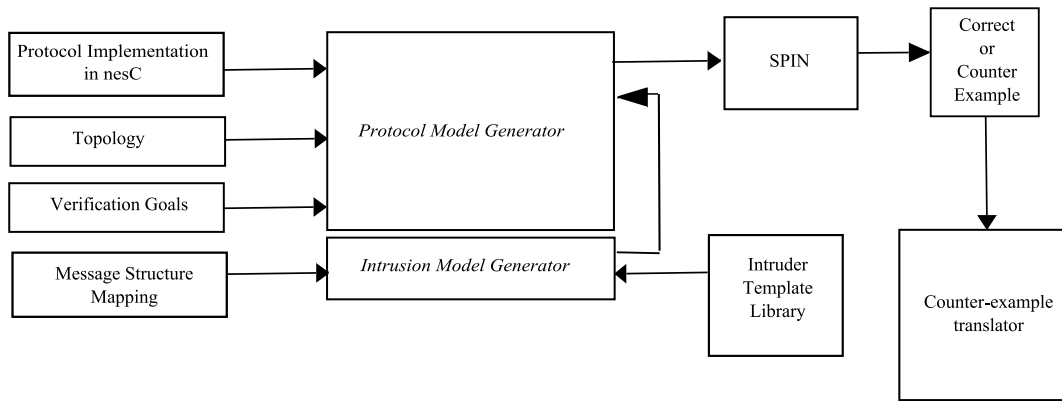 Protocol Implementation
in nesC
Topology
Verification Goals
Message Structure
Mapping
Protocol Model Generator
Intrusion Model Generator
SPIN
Correct
or
Counter
Example
Intruder
Template
Library
Counter-example
translator